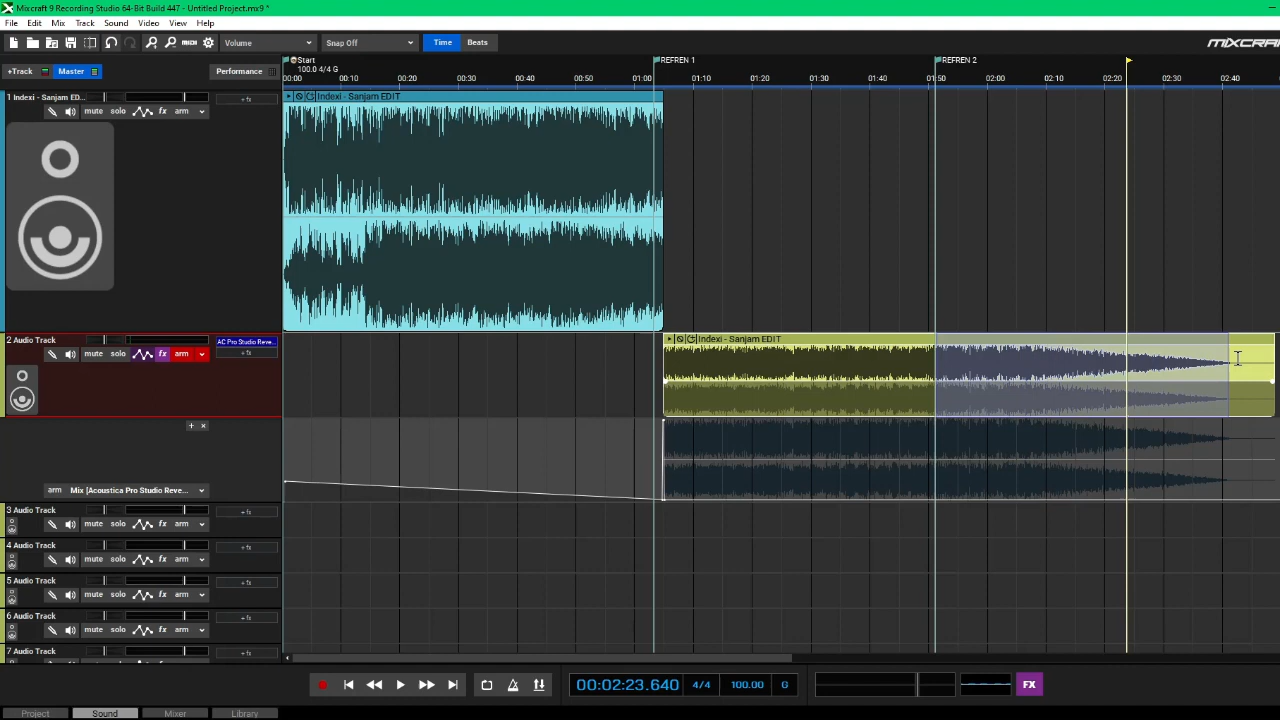 Mixcraft 9 Recording Studio 64-Bit Build 447 - Untitled Project.mx9 *
File Edit Mix Track Sound Video View Help
MIDI Volume Snap Off Time Beats
+Track Master Performance
Start REFREN 1 REFREN 2
100.0 4/4 G
00:00 00:10 00:20 00:30 00:40 00:50 01:00 01:10 01:20 01:30 01:40 01:50 02:00 02:10 02:20 02:30 02:40
1 Indexi - Sanjam ED... + fx Indexi - Sanjam EDIT
mute solo fx arm
2 Audio Track AC Pro Studio Reve... Indexi - Sanjam EDIT
mute solo fx arm + fx
+ ×
arm Mix [Acoustica Pro Studio Reve...
3 Audio Track + fx
mute solo fx arm
4 Audio Track + fx
mute solo fx arm
5 Audio Track + fx
mute solo fx arm
6 Audio Track + fx
mute solo fx arm
7 Audio Track
00:02:23.640 4/4 100.00 G FX
Project Sound Mixer Library